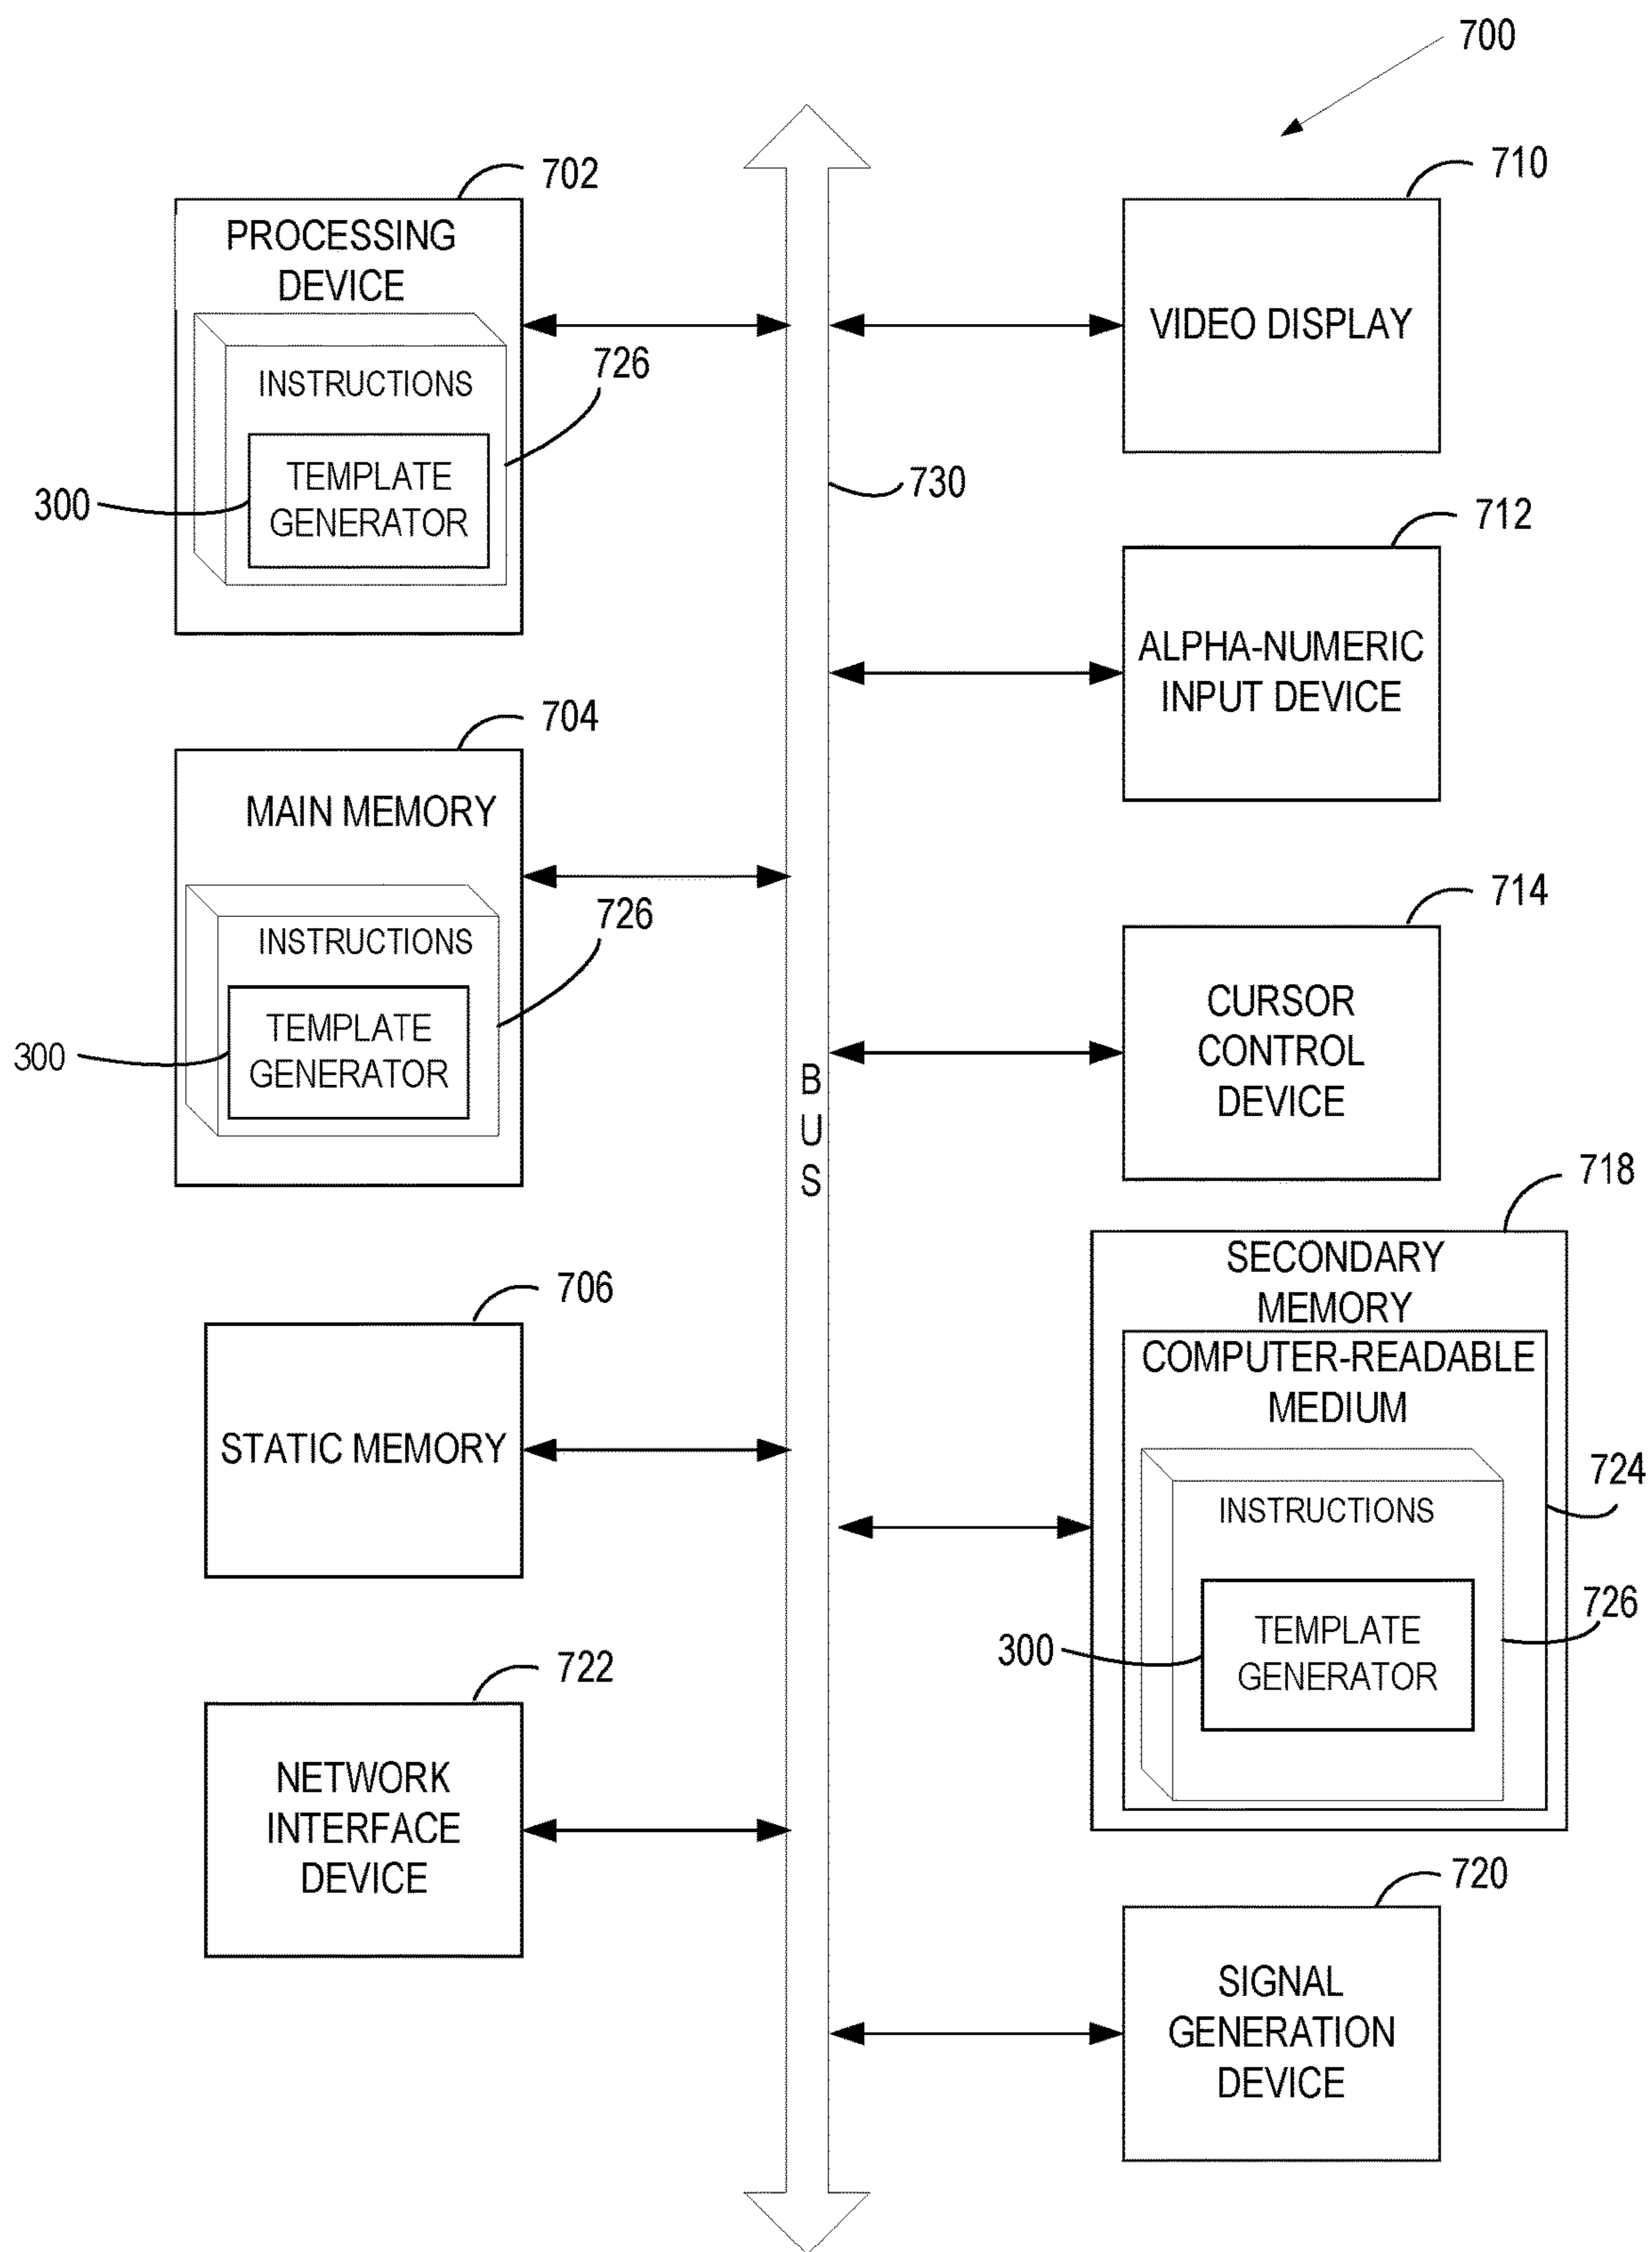 700
702
PROCESSING
DEVICE
INSTRUCTIONS
726
TEMPLATE
GENERATOR
300
704
MAIN MEMORY
INSTRUCTIONS
726
TEMPLATE
GENERATOR
300
706
STATIC MEMORY
722
NETWORK
INTERFACE
DEVICE
730
B
U
S
710
VIDEO DISPLAY
712
ALPHA-NUMERIC
INPUT DEVICE
714
CURSOR
CONTROL
DEVICE
718
SECONDARY
MEMORY
COMPUTER-READABLE
MEDIUM
724
INSTRUCTIONS
726
TEMPLATE
GENERATOR
300
720
SIGNAL
GENERATION
DEVICE